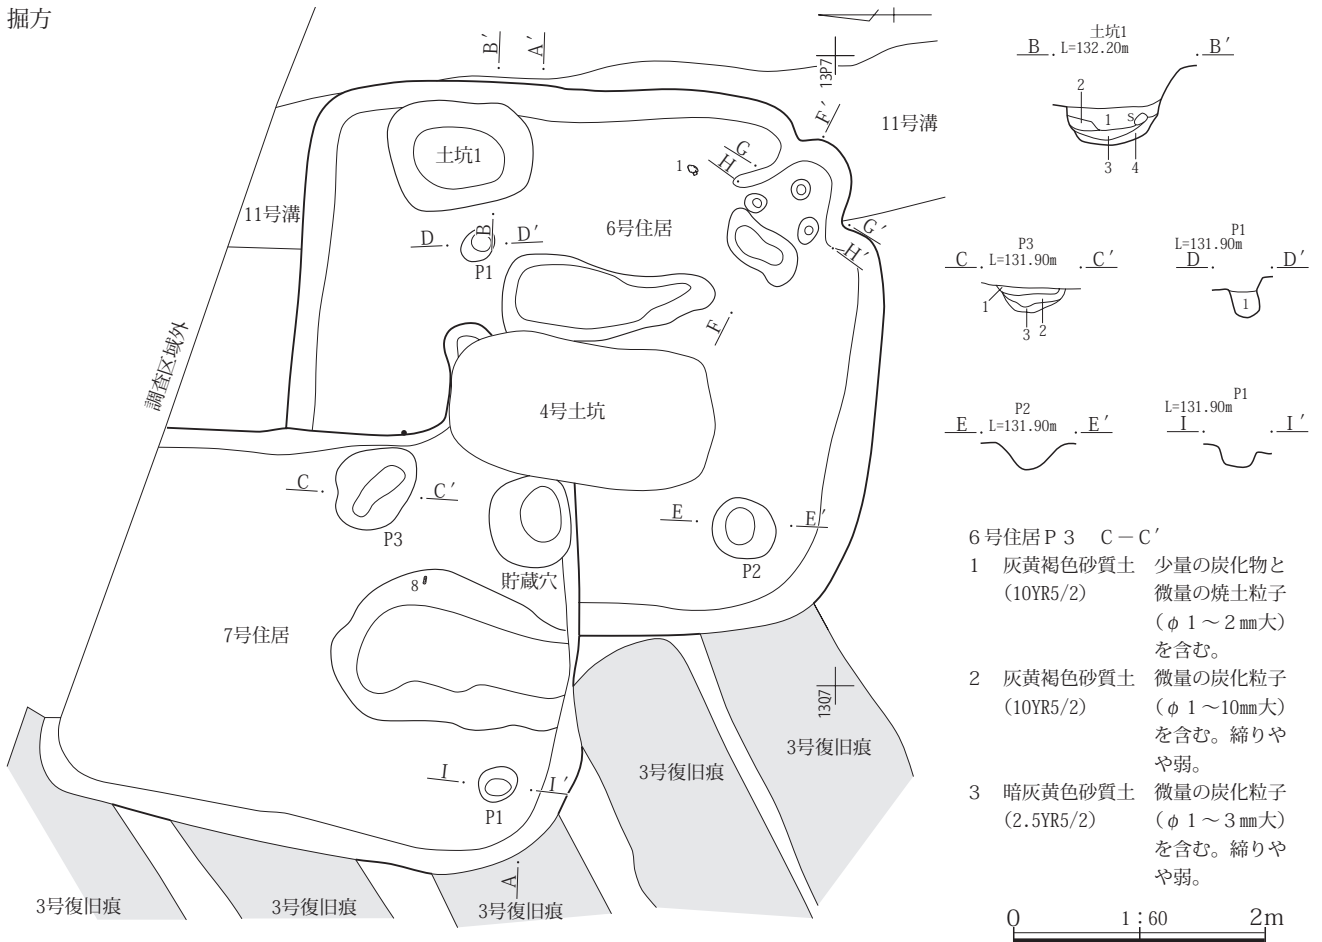 掘方
B′
A′
13P7
F′
11号溝
土坑1
G
H
1
11号溝
6号住居
G′
H′
D
B
D′
P1
F
調査区域外
4号土坑
C
C′
P3
E
E′
P2
貯蔵穴
8
7号住居
13Q7
3号復旧痕
3号復旧痕
I
I′
P1
A
3号復旧痕
3号復旧痕
3号復旧痕
土坑1
B
L=132.20m
B′
2
1
S
3
4
P3
C
L=131.90m
C′
1
3
2
P1
L=131.90m
D
D′
1
P2
E
L=131.90m
E′
P1
L=131.90m
I
I′
6号住居P3 C-C′
1 灰黄褐色砂質土 少量の炭化物と
(10YR5/2) 微量の焼土粒子
(φ1~2㎜大)
を含む。
2 灰黄褐色砂質土 微量の炭化粒子
(10YR5/2) (φ1~10㎜大)
を含む。締りや
や弱。
3 暗灰黄色砂質土 微量の炭化粒子
(2.5YR5/2) (φ1~3㎜大)
を含む。締りや
や弱。
0 1:60 2m